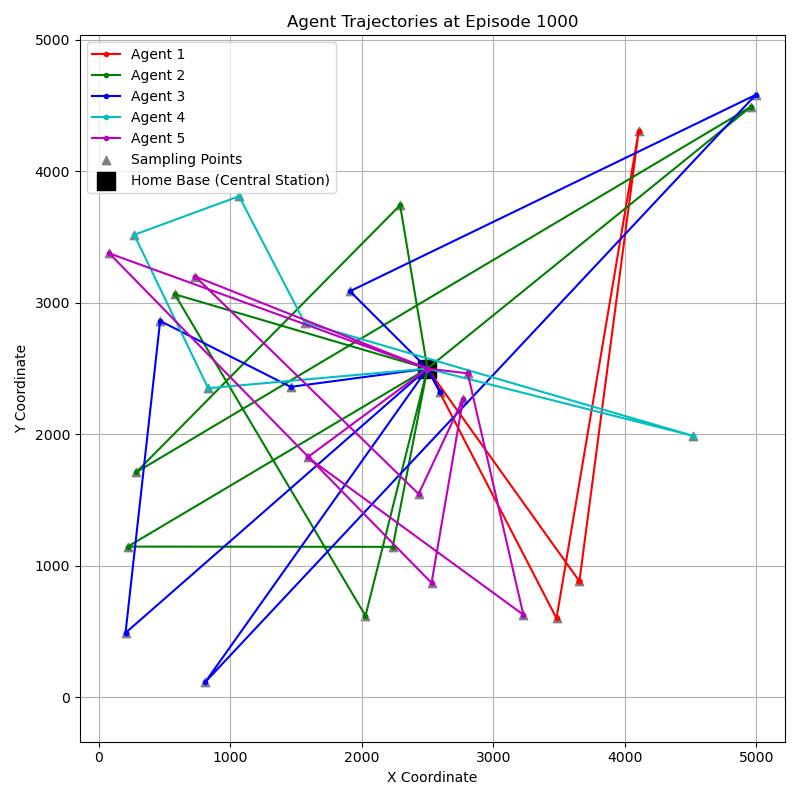 Agent Trajectories at Episode 1000
Agent 1
Agent 2
Agent 3
Agent 4
Agent 5
Sampling Points
Home Base (Central Station)
Y Coordinate
5000
4000
3000
2000
1000
0
0 1000 2000 3000 4000 5000
X Coordinate